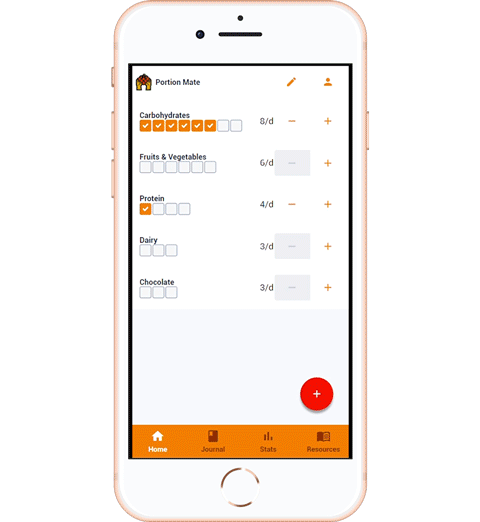 Portion Mate
Carbohydrates
8/d
Fruits & Vegetables
6/d
Protein
4/d
Dairy
3/d
Chocolate
3/d
Home Journal Stats Resources